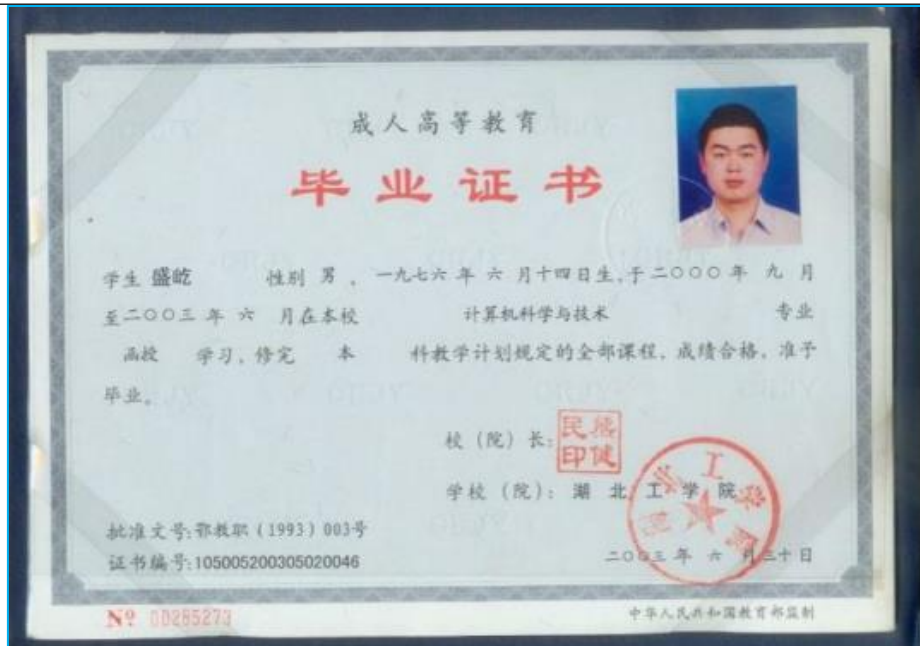 成人高等教育
毕业证书
学生 盛屹 性别 男 ，一九七六 年 六 月十四日生，于二〇〇〇 年 九 月
至二〇〇三 年 六 月在本校 计算机科学与技术 专业
函授 学习，修完 本 科教学计划规定的全部课程，成绩合格，准予
毕业。
校（院）长：
民熊
印健
学校（院）：湖 北 工 学 院
湖北工学院
批准文号：鄂教职（1993）003号
证书编号：105005200305020046
二〇〇三 年 六 月三十日
№ 00285273
中华人民共和国教育部监制